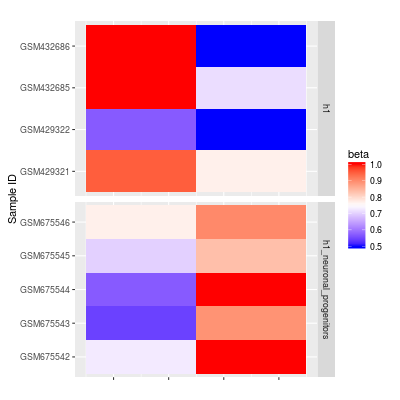 GSM432686
GSM432685
GSM429322
GSM429321
h1
GSM675546
GSM675545
GSM675544
GSM675543
GSM675542
h1_neuronal_progenitors
Sample ID
beta
1.0
0.9
0.8
0.7
0.6
0.5